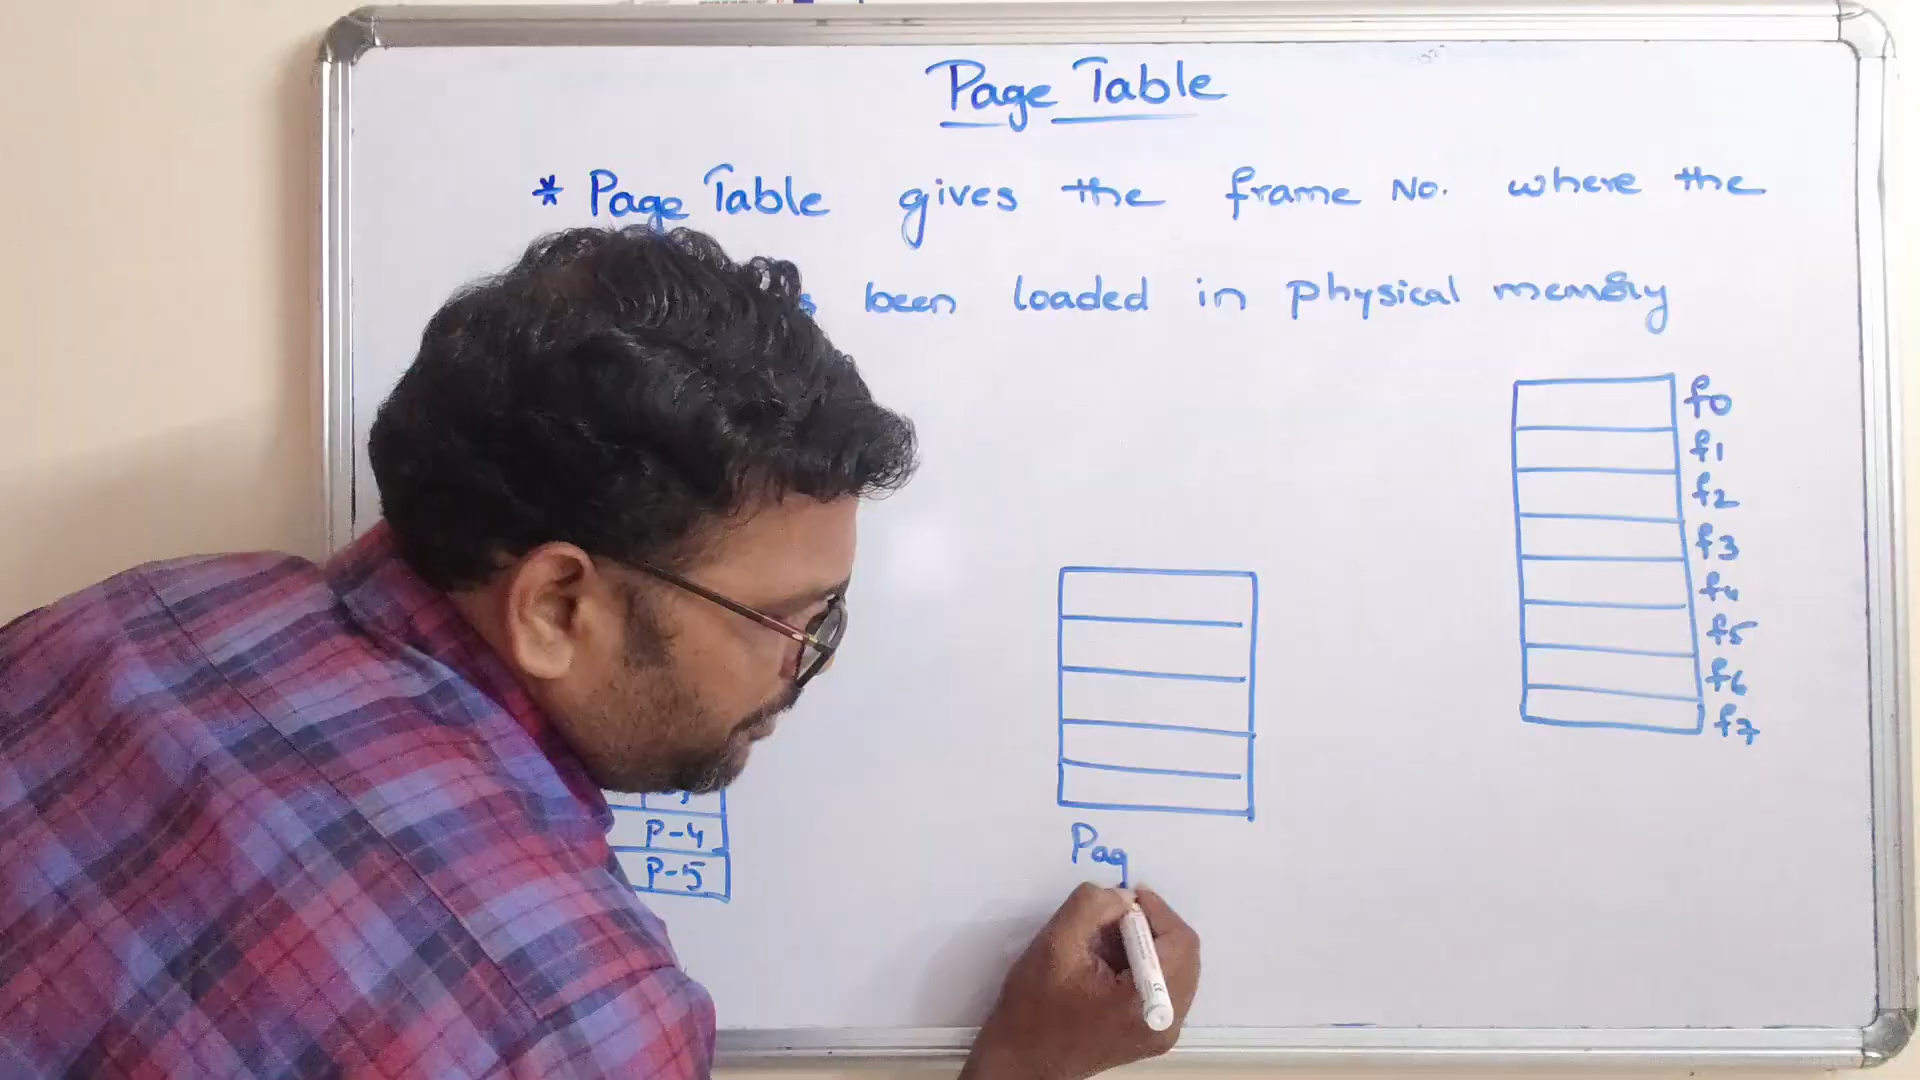 Page Table
* Page Table gives the frame No. where the
been loaded in physical memory
f0
f1
f2
f3
f4
f5
f6
f7
P-4
P-5
Pag